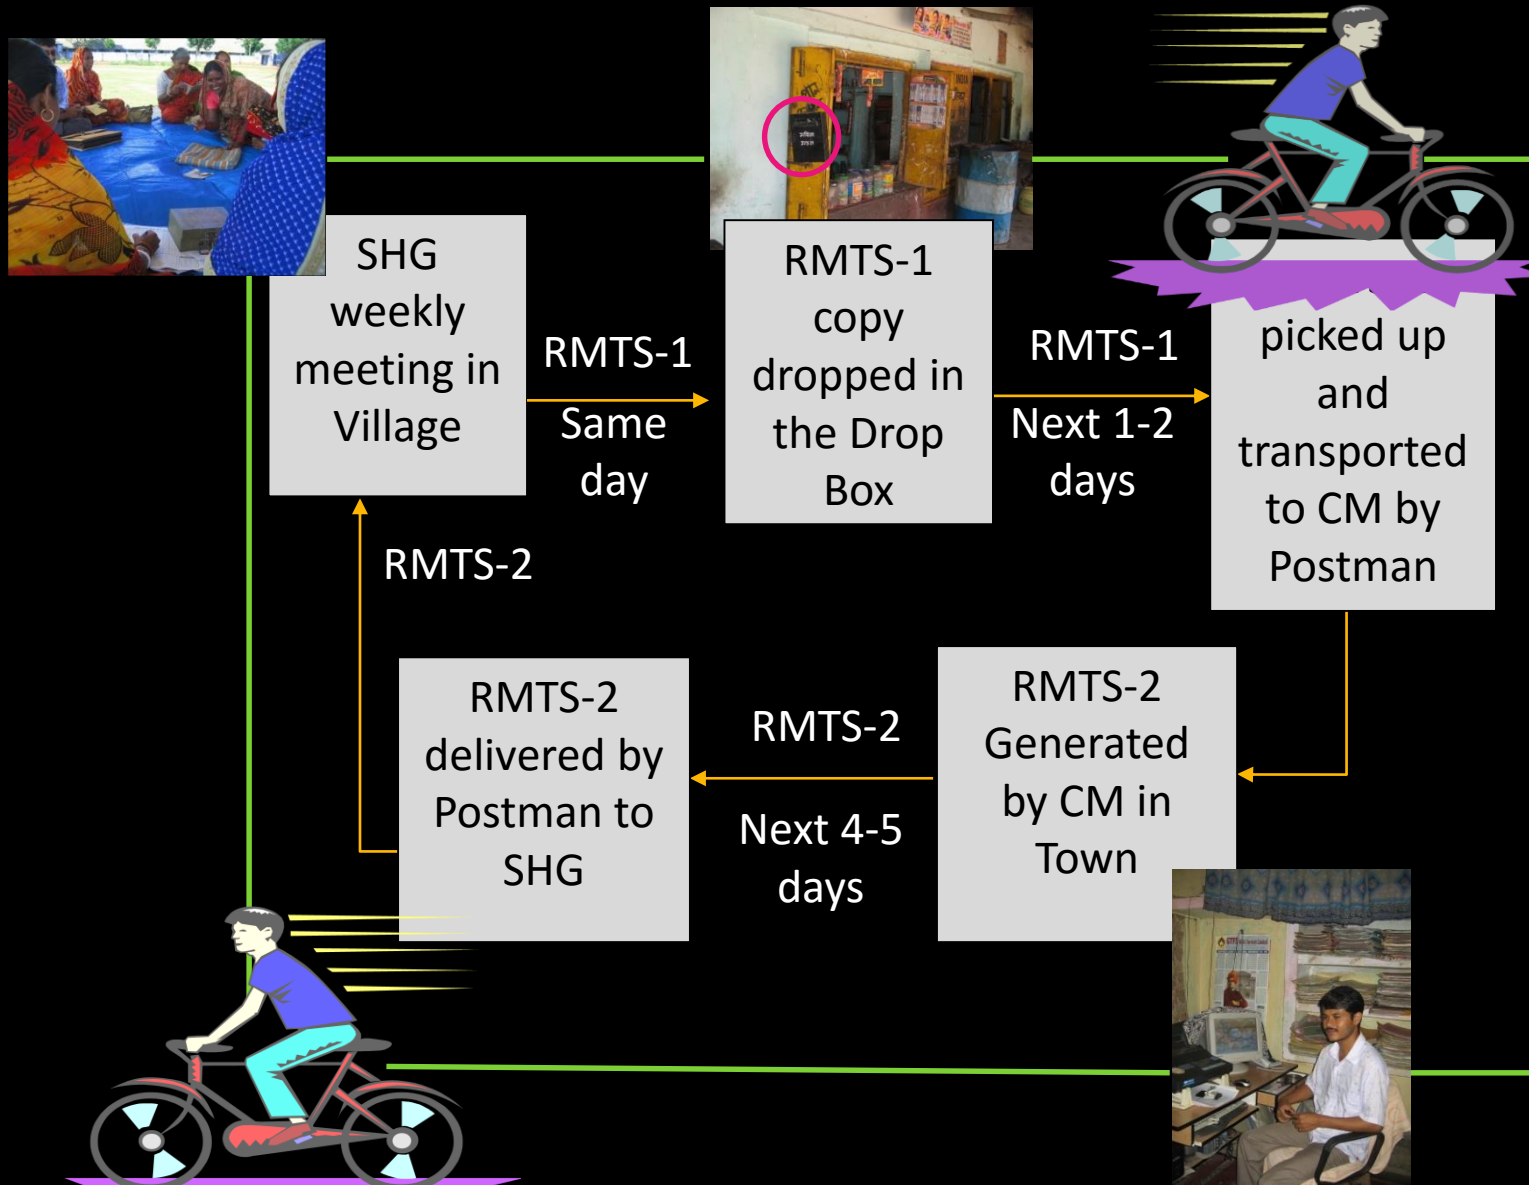 SHG
weekly
meeting in
Village
RMTS-1
Same
day
RMTS-1
copy
dropped in
the Drop
Box
RMTS-1
Next 1-2
days
picked up
and
transported
to CM by
Postman
RMTS-2
RMTS-2
delivered by
Postman to
SHG
RMTS-2
Next 4-5
days
RMTS-2
Generated
by CM in
Town